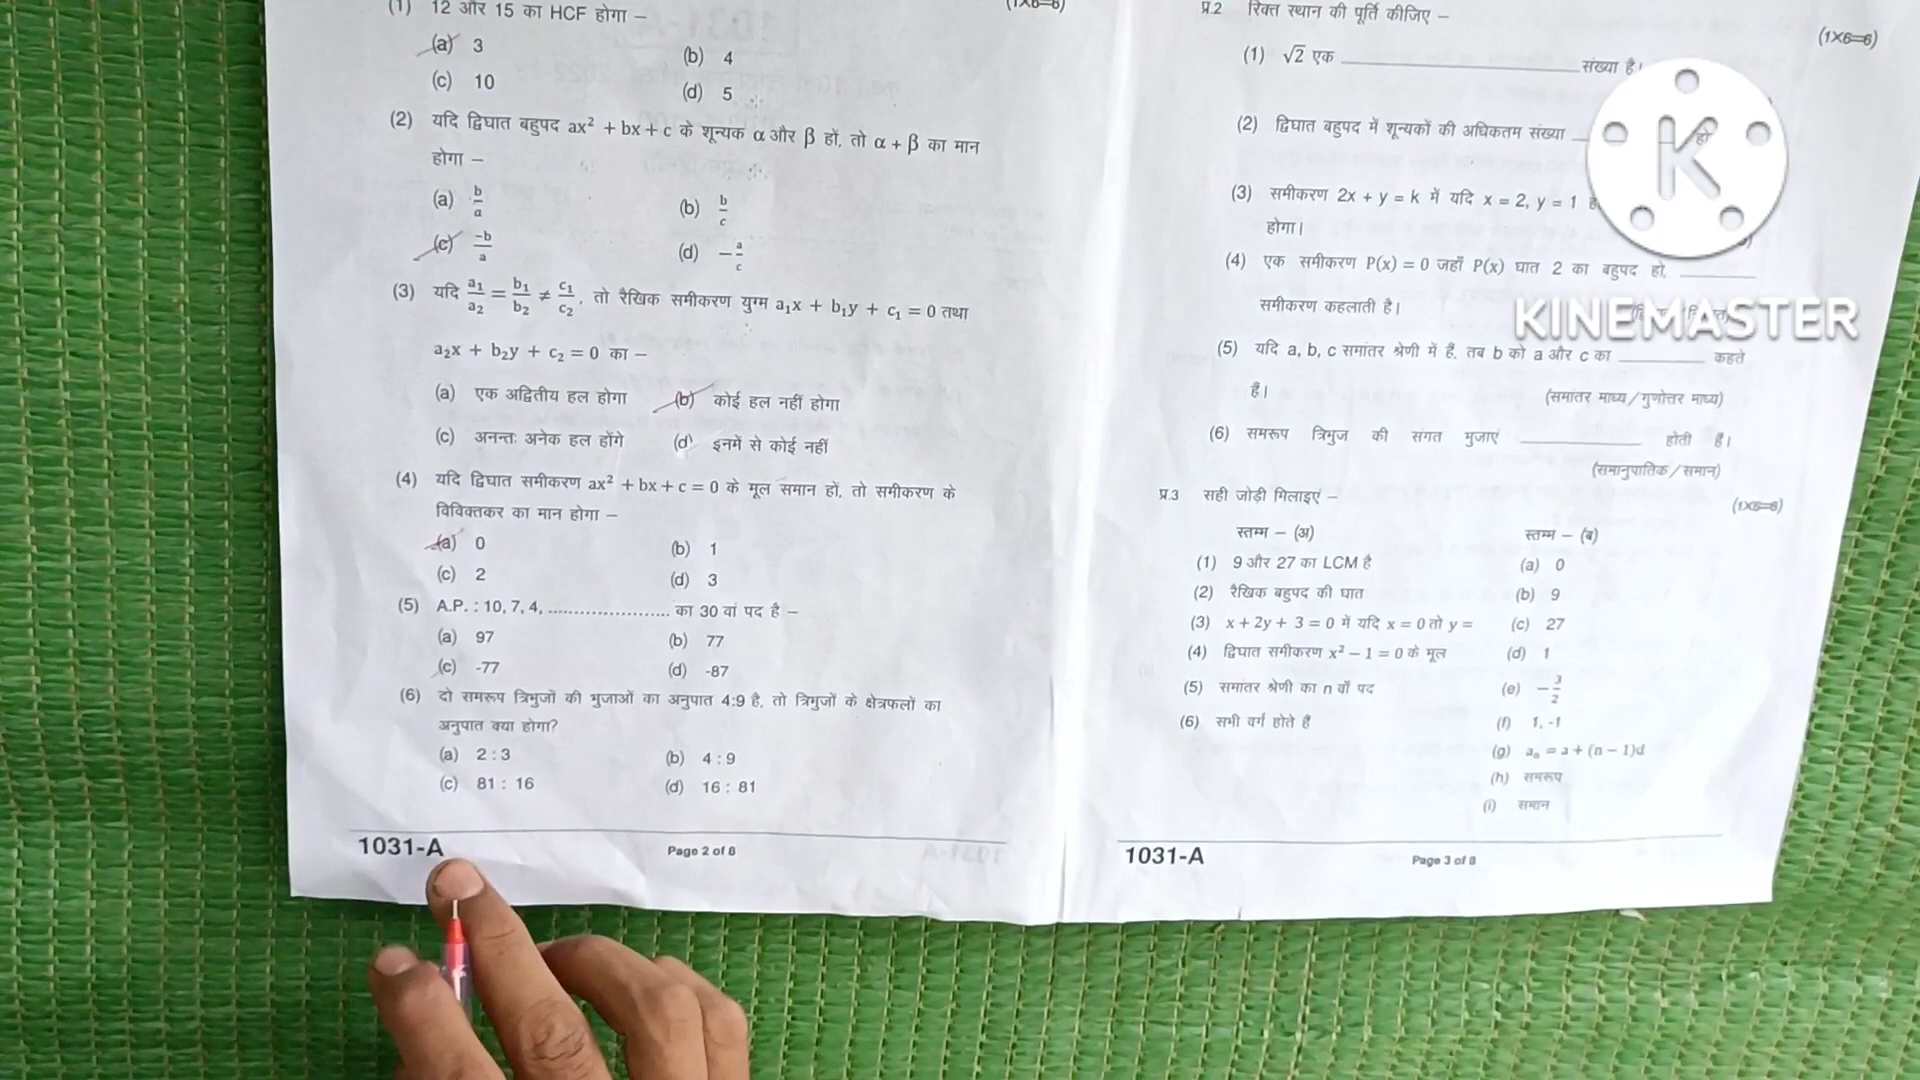 (1) 12 और 15 का HCF होगा –
(a) 3
(b) 4
(c) 10
(d) 5
(2) यदि द्विघात बहुपद ax² + bx + c के शून्यक α और β हों, तो α + β का मान
होगा –
(a) b/a
(b) b/c
(c) -b/a
(d) -a/c
(3) यदि a₁/a₂ = b₁/b₂ ≠ c₁/c₂, तो रैखिक समीकरण युग्म a₁x + b₁y + c₁ = 0 तथा
a₂x + b₂y + c₂ = 0 का –
(a) एक अद्वितीय हल होगा
(b) कोई हल नहीं होगा
(c) अनन्तः अनेक हल होंगे
(d) इनमें से कोई नहीं
(4) यदि द्विघात समीकरण ax² + bx + c = 0 के मूल समान हों, तो समीकरण के
विविक्तकर का मान होगा –
(a) 0
(b) 1
(c) 2
(d) 3
(5) A.P. : 10, 7, 4, ...................... का 30 वां पद है –
(a) 97
(b) 77
(c) -77
(d) -87
(6) दो समरूप त्रिभुजों की भुजाओं का अनुपात 4:9 है, तो त्रिभुजों के क्षेत्रफलों का
अनुपात क्या होगा?
(a) 2 : 3
(b) 4 : 9
(c) 81 : 16
(d) 16 : 81
1031-A
Page 2 of 8
प्र.2 रिक्त स्थान की पूर्ति कीजिए –
(1×6=6)
(1) √2 एक ____________ संख्या है।
(2) द्विघात बहुपद में शून्यकों की अधिकतम संख्या
(3) समीकरण 2x + y = k में यदि x = 2, y = 1
होगा।
(4) एक समीकरण P(x) = 0 जहाँ P(x) घात 2 का बहुपद हो, ________
समीकरण कहलाती है।
KINEMASTER
(5) यदि a, b, c समांतर श्रेणी में हैं, तब b को a और c का ________ कहते
हैं।
(समांतर माध्य/गुणोत्तर माध्य)
(6) समरूप त्रिभुज की संगत भुजाएं ____________ होती हैं।
(समानुपातिक/समान)
प्र.3 सही जोड़ी मिलाइएं –
(1×6=6)
स्तम्भ – (अ)
स्तम्भ – (ब)
(1) 9 और 27 का LCM है
(a) 0
(2) रैखिक बहुपद की घात
(b) 9
(3) x + 2y + 3 = 0 में यदि x = 0 तो y =
(c) 27
(4) द्विघात समीकरण x² – 1 = 0 के मूल
(d) 1
(5) समांतर श्रेणी का n वाँ पद
(e) -3/2
(6) सभी वर्ग होते हैं
(f) 1, -1
(g) aₙ = a + (n – 1)d
(h) समरूप
(i) समान
1031-A
Page 3 of 8